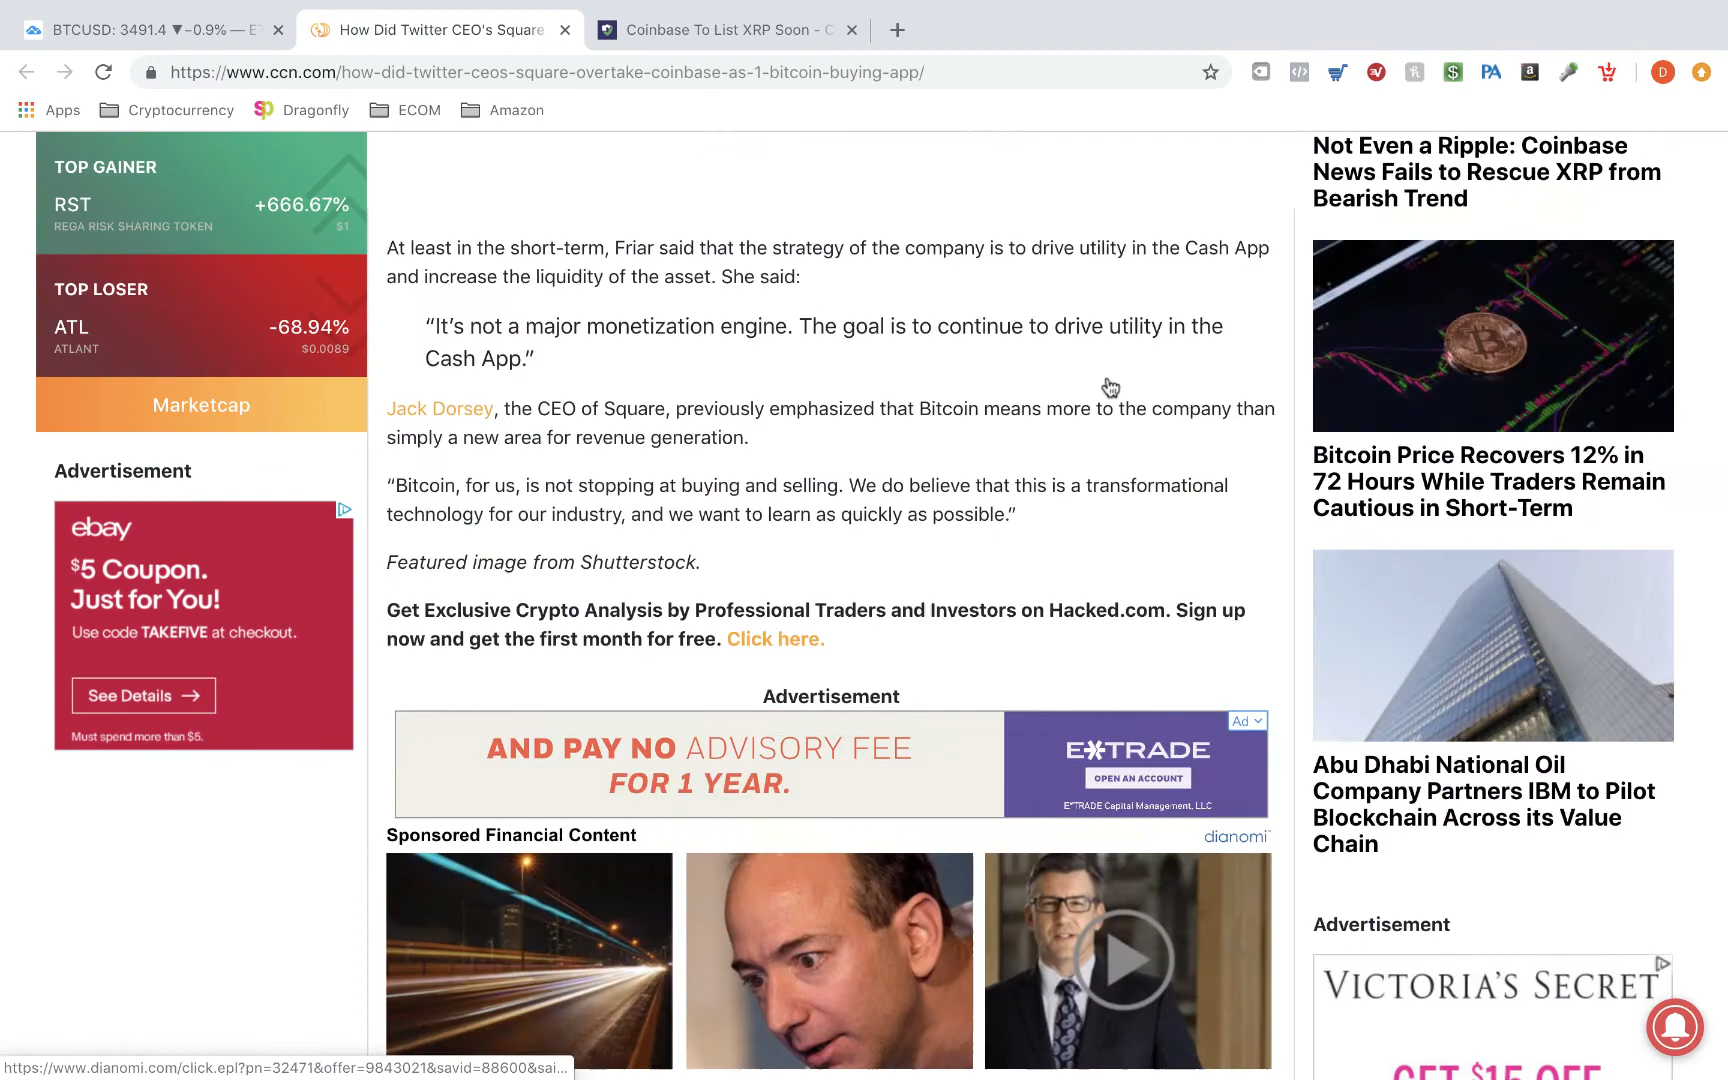 BTCUSD: 3491.4 ▼−0.9% — E
How Did Twitter CEO's Square
Coinbase To List XRP Soon - C
https://www.ccn.com/how-did-twitter-ceos-square-overtake-coinbase-as-1-bitcoin-buying-app/
PA
D
Apps
Cryptocurrency
Dragonfly
ECOM
Amazon
TOP GAINER
RST +666.67%
REGA RISK SHARING TOKEN $1
TOP LOSER
ATL -68.94%
ATLANT $0.0089
Marketcap
Advertisement
ebay
$5 Coupon.
Just for You!
Use code TAKEFIVE at checkout.
See Details →
Must spend more than $5.
At least in the short-term, Friar said that the strategy of the company is to drive utility in the Cash App
and increase the liquidity of the asset. She said:
“It’s not a major monetization engine. The goal is to continue to drive utility in the
Cash App.”
Jack Dorsey, the CEO of Square, previously emphasized that Bitcoin means more to the company than
simply a new area for revenue generation.
“Bitcoin, for us, is not stopping at buying and selling. We do believe that this is a transformational
technology for our industry, and we want to learn as quickly as possible.”
Featured image from Shutterstock.
Get Exclusive Crypto Analysis by Professional Traders and Investors on Hacked.com. Sign up
now and get the first month for free. Click here.
Advertisement
AND PAY NO ADVISORY FEE
FOR 1 YEAR.
Ad
E*TRADE
OPEN AN ACCOUNT
E*TRADE Capital Management, LLC
Sponsored Financial Content
dianomi
Not Even a Ripple: Coinbase
News Fails to Rescue XRP from
Bearish Trend
Bitcoin Price Recovers 12% in
72 Hours While Traders Remain
Cautious in Short-Term
Abu Dhabi National Oil
Company Partners IBM to Pilot
Blockchain Across its Value
Chain
Advertisement
VICTORIA'S SECRET
GET $15 OFF
https://www.dianomi.com/click.epl?pn=32471&offer=9843021&savid=88600&sai...